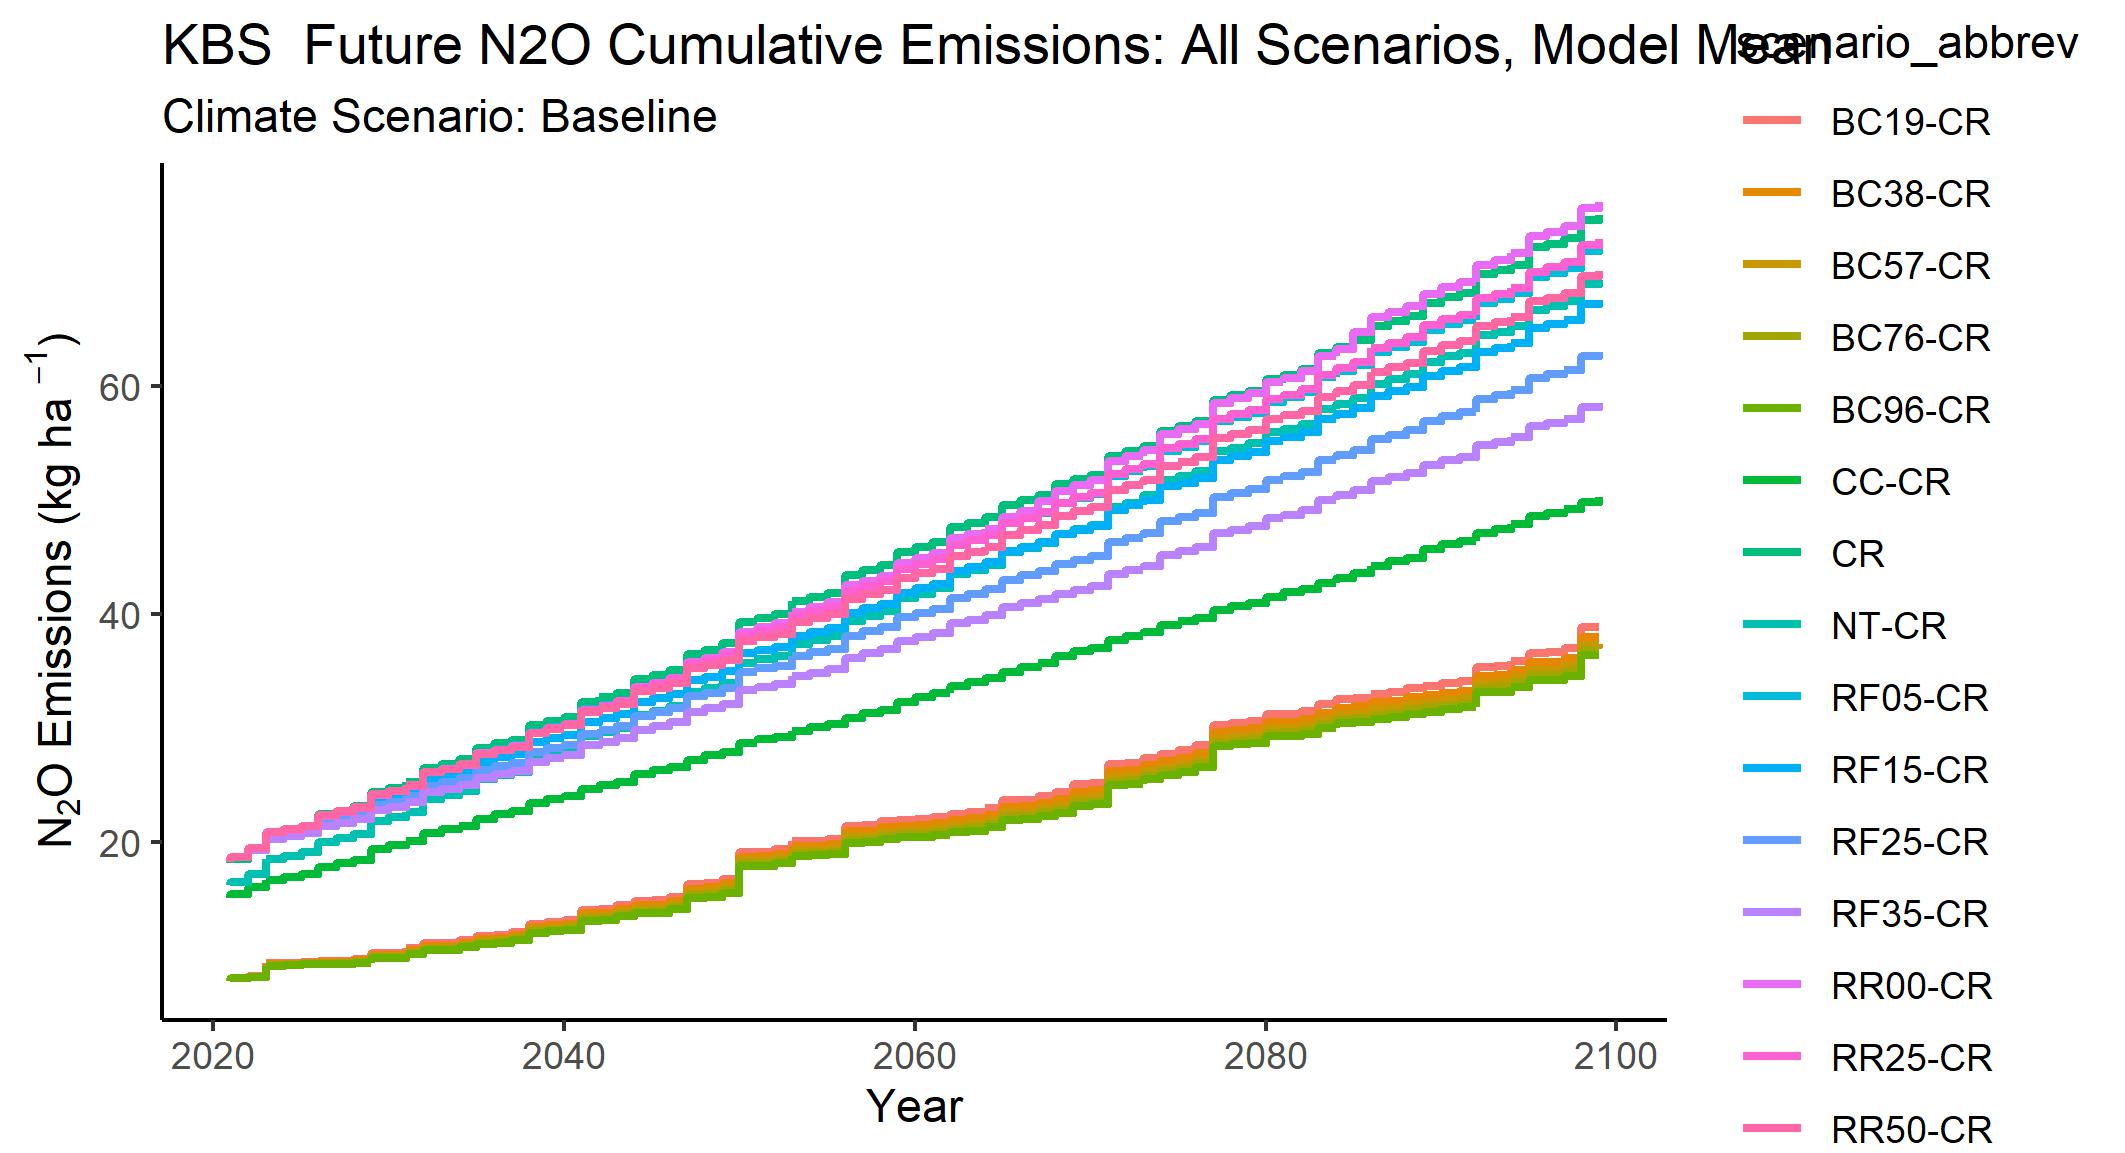 KBS  Future N2O Cumulative Emissions: All Scenarios, Model Mean
Climate Scenario: Baseline
scenario_abbrev
BC19-CR
BC38-CR
BC57-CR
BC76-CR
BC96-CR
CC-CR
CR
NT-CR
RF05-CR
RF15-CR
RF25-CR
RF35-CR
RR00-CR
RR25-CR
RR50-CR
N₂O Emissions (kg ha ⁻¹)
60
40
20
2020 2040 2060 2080 2100
Year